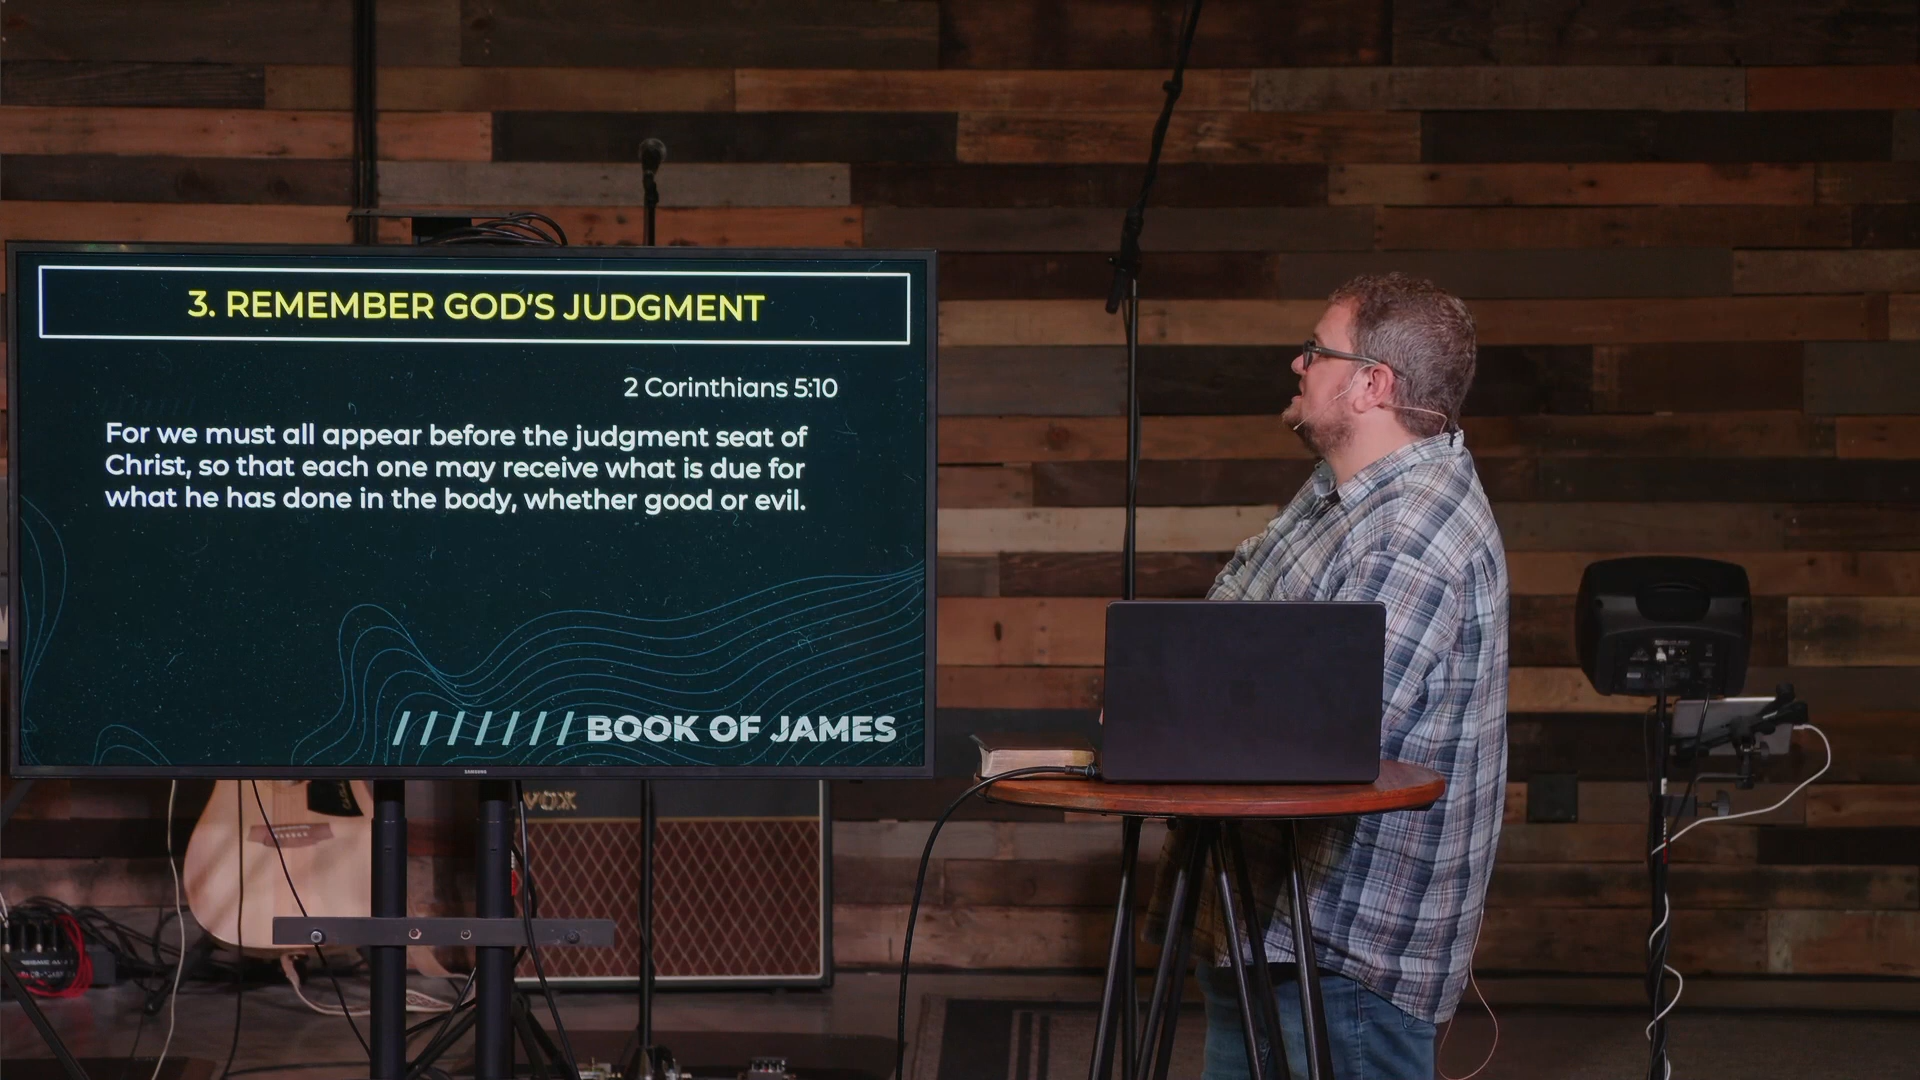 3. REMEMBER GOD'S JUDGMENT
2 Corinthians 5:10
For we must all appear before the judgment seat of
Christ, so that each one may receive what is due for
what he has done in the body, whether good or evil.
/////// BOOK OF JAMES
SAMSUNG
VOX